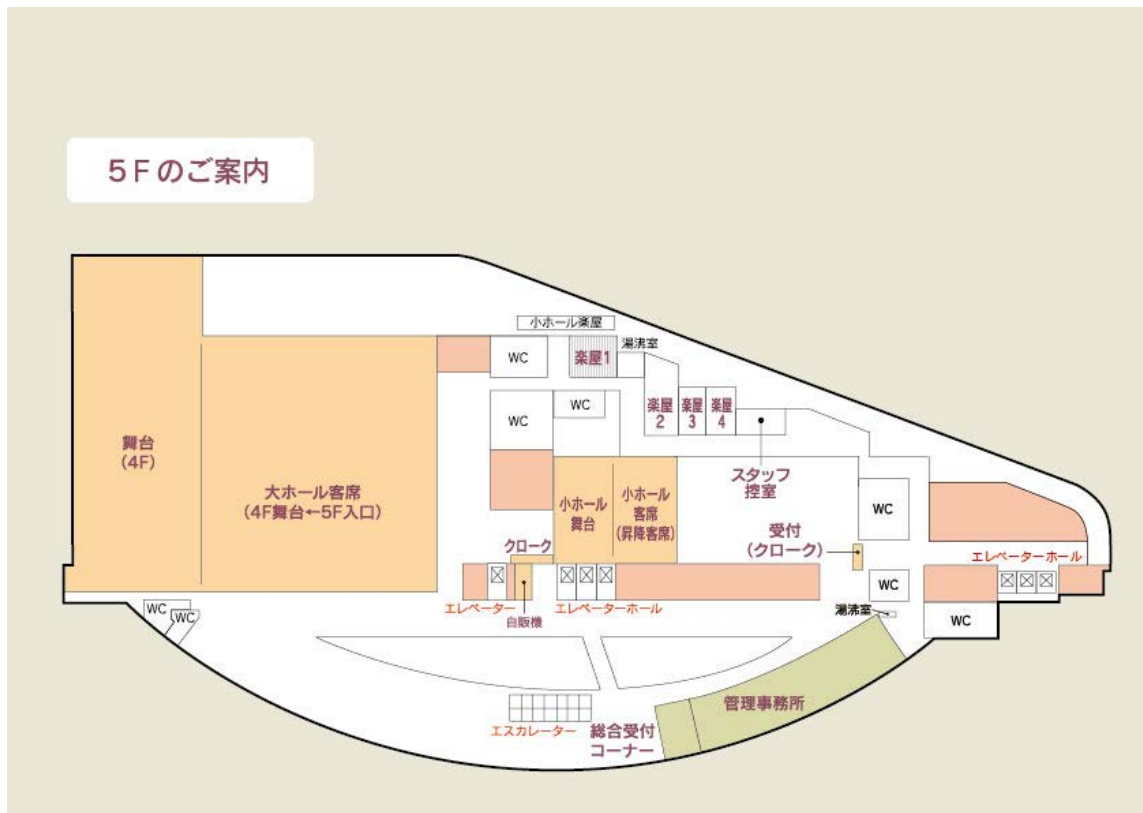 5Fのご案内
小ホール楽屋
湯沸室
WC
楽屋1
WC
WC
楽屋
2
楽屋
3
楽屋
4
舞台
(4F)
大ホール客席
(4F舞台←5F入口)
小ホール
舞台
小ホール
客席
(昇降客席)
スタッフ
控室
WC
受付
(クローク)
クローク
エレベーターホール
WC
エレベーター
エレベーターホール
自販機
WC
WC
湯沸室
WC
エスカレーター
総合受付
コーナー
管理事務所